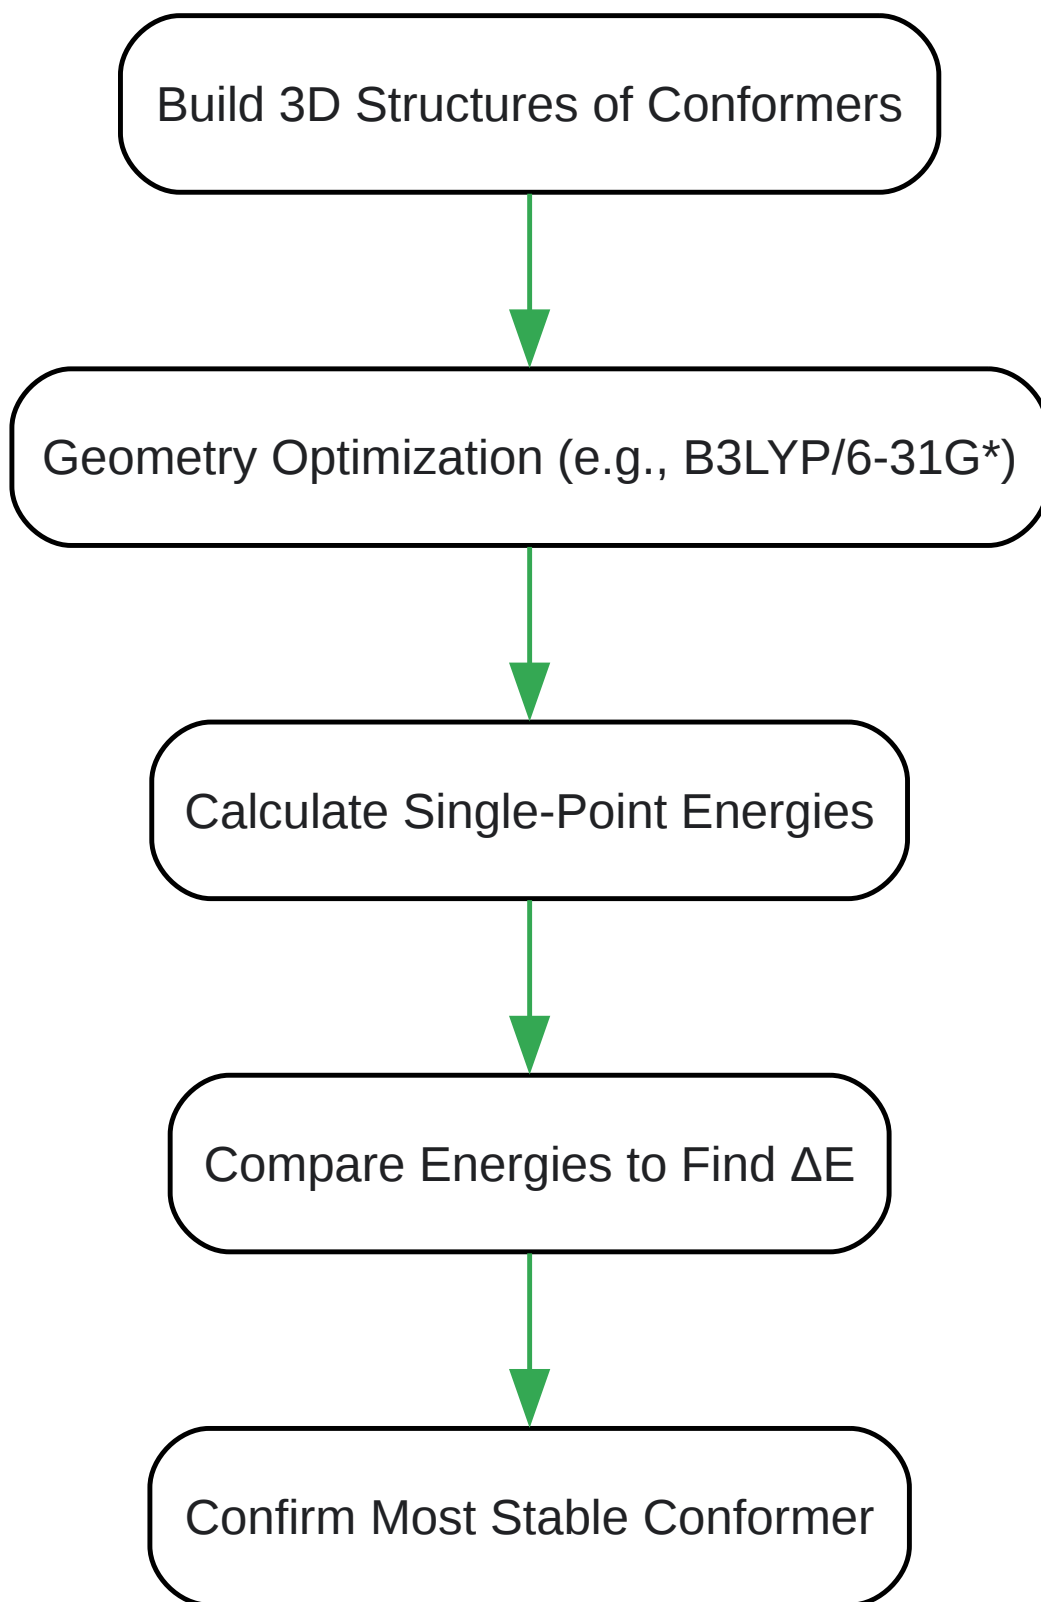 Build 3D Structures of Conformers
Geometry Optimization (e.g., B3LYP/6-31G*)
Calculate Single-Point Energies
Compare Energies to Find ΔE
Confirm Most Stable Conformer